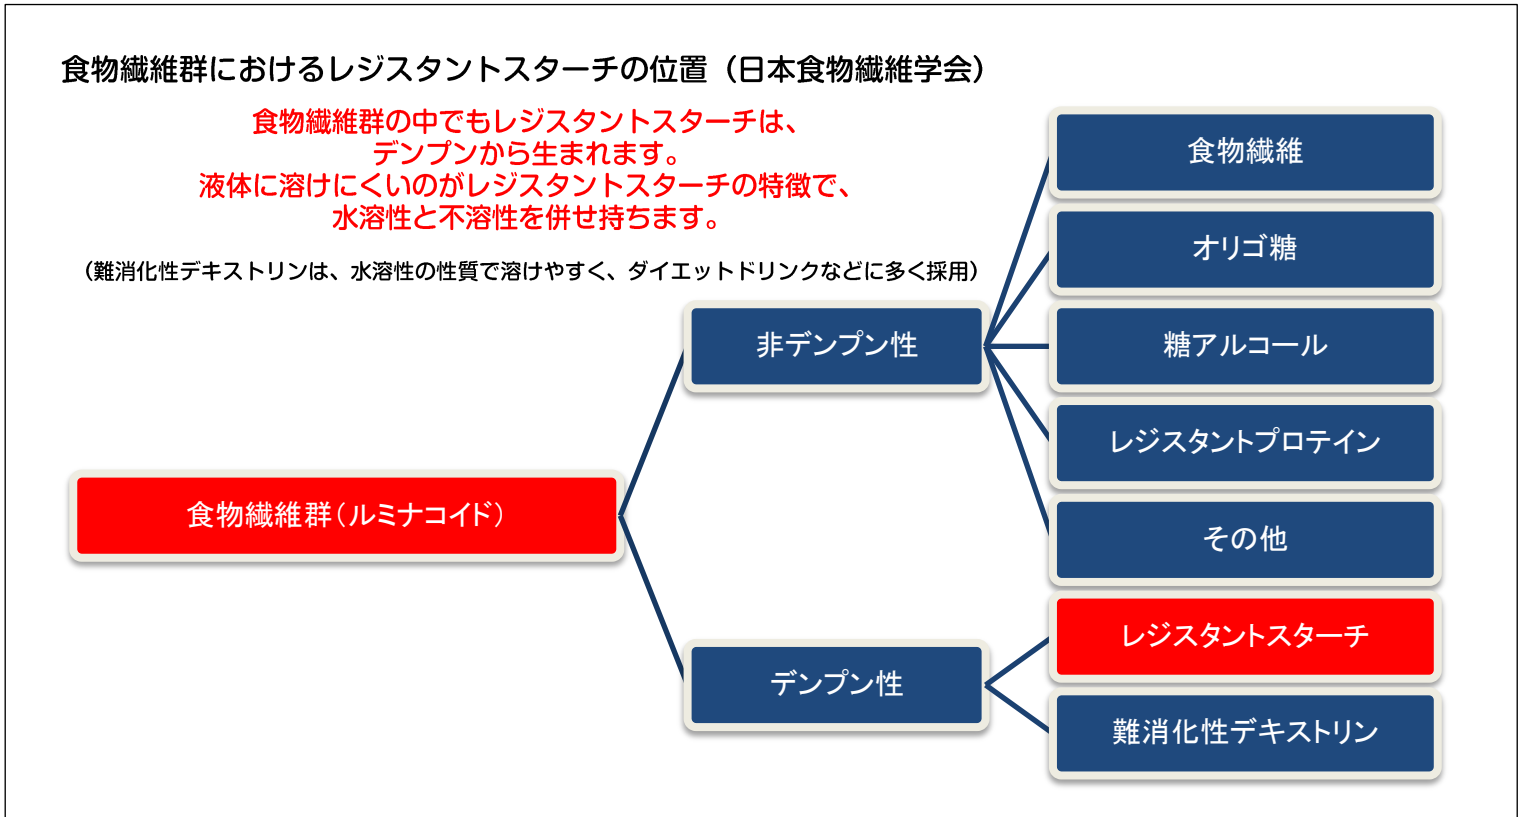 食物繊維群におけるレジスタントスターチの位置（日本食物繊維学会）
食物繊維群の中でもレジスタントスターチは、
デンプンから生まれます。
液体に溶けにくいのがレジスタントスターチの特徴で、
水溶性と不溶性を併せ持ちます。
（難消化性デキストリンは、水溶性の性質で溶けやすく、ダイエットドリンクなどに多く採用）
食物繊維群（ルミナコイド）
非デンプン性
食物繊維
オリゴ糖
糖アルコール
レジスタントプロテイン
その他
デンプン性
レジスタントスターチ
難消化性デキストリン